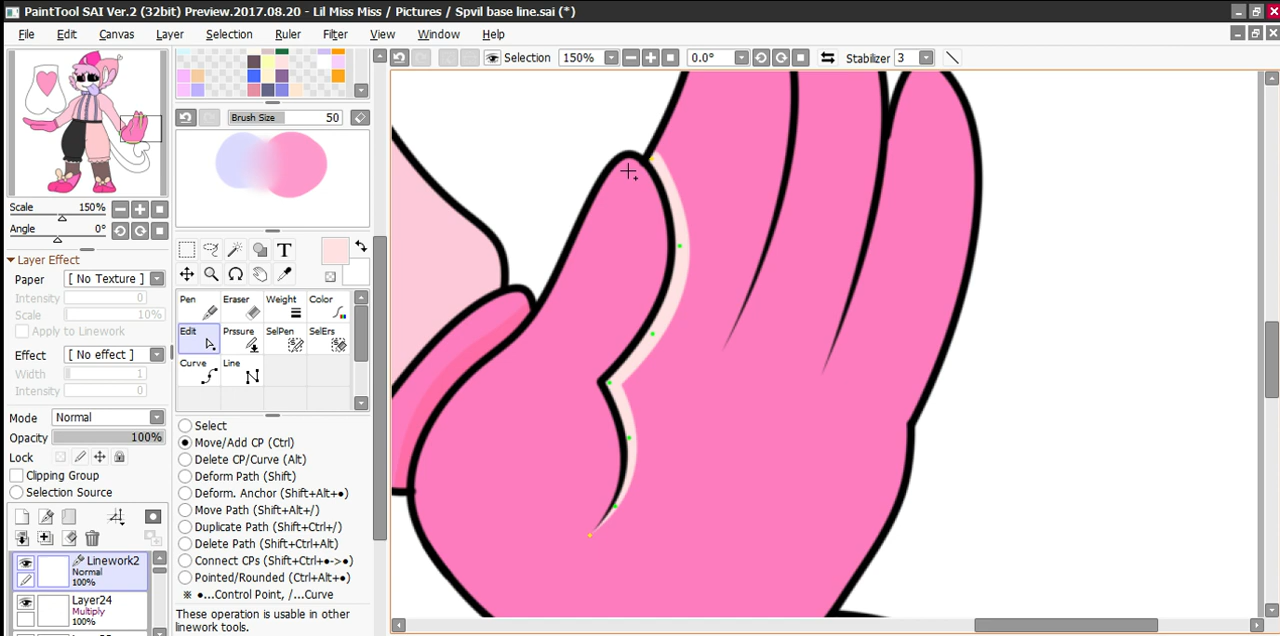 PaintTool SAI Ver.2 (32bit) Preview.2017.08.20 - Lil Miss Miss / Pictures / Spvil base line.sai (*)
File Edit Canvas Layer Selection Ruler Filter View Window Help
Selection 150% 0.0° Stabilizer 3
Scale 150%
Angle 0°
Layer Effect
Paper [ No Texture ]
Intensity 0
Scale 10%
Apply to Linework
Effect [ No effect ]
Width 1
Intensity 0
Mode Normal
Opacity 100%
Lock
Clipping Group
Selection Source
Linework2
Normal
100%
Layer24
Multiply
100%
Brush Size 50
T
Pen Eraser Weight Color
Edit Prssure SelPen SelErs
Curve Line
Select
Move/Add CP (Ctrl)
Delete CP/Curve (Alt)
Deform Path (Shift)
Deform. Anchor (Shift+Alt+●)
Move Path (Shift+Alt+/)
Duplicate Path (Shift+Ctrl+/)
Delete Path (Shift+Ctrl+Alt)
Connect CPs (Shift+Ctrl+●->●)
Pointed/Rounded (Ctrl+Alt+●)
※ ●...Control Point, /...Curve
These operation is usable in other
linework tools.